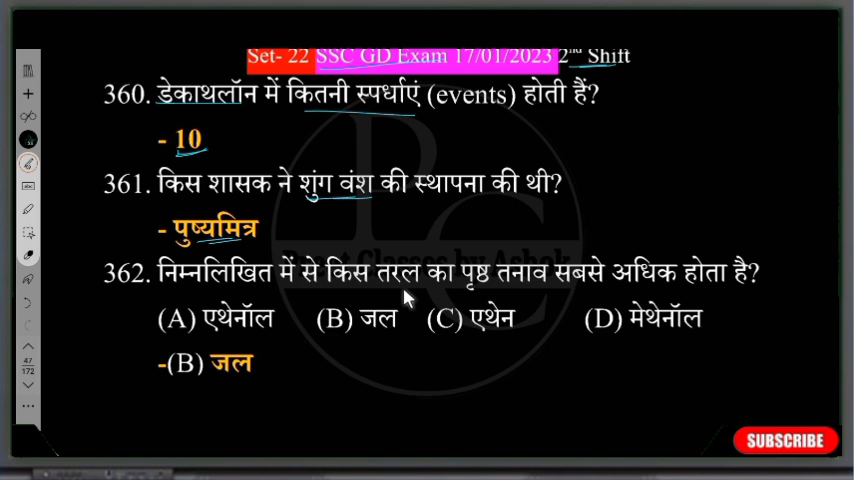 Set- 22 SSC GD Exam 17/01/2023 2nd Shift
360. डेकाथलॉन में कितनी स्पर्धाएं (events) होती हैं?
- 10
361. किस शासक ने शुंग वंश की स्थापना की थी?
- पुष्यमित्र
362. निम्नलिखित में से किस तरल का पृष्ठ तनाव सबसे अधिक होता है?
(A) एथेनॉल (B) जल (C) एथेन (D) मेथेनॉल
-(B) जल
47
172
SUBSCRIBE